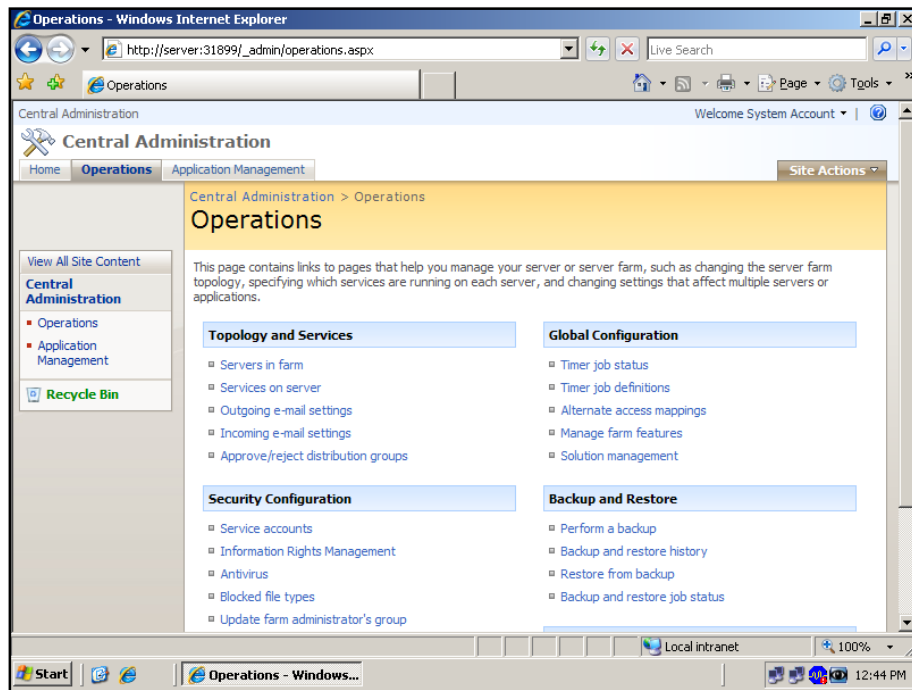 Operations - Windows Internet Explorer
http://server:31899/_admin/operations.aspx
Live Search
Operations
Page
Tools
Central Administration
Welcome System Account
Central Administration
Home
Operations
Application Management
Site Actions
Central Administration > Operations
Operations
View All Site Content
Central
Administration
Operations
Application
Management
Recycle Bin
This page contains links to pages that help you manage your server or server farm, such as changing the server farm
topology, specifying which services are running on each server, and changing settings that affect multiple servers or
applications.
Topology and Services
Servers in farm
Services on server
Outgoing e-mail settings
Incoming e-mail settings
Approve/reject distribution groups
Global Configuration
Timer job status
Timer job definitions
Alternate access mappings
Manage farm features
Solution management
Security Configuration
Service accounts
Information Rights Management
Antivirus
Blocked file types
Update farm administrator's group
Backup and Restore
Perform a backup
Backup and restore history
Restore from backup
Backup and restore job status
Local intranet
100%
Start
Operations - Windows...
12:44 PM